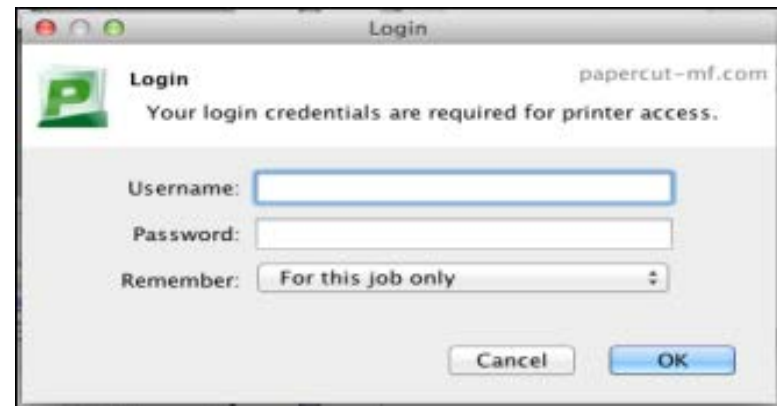 Login
Login
papercut-mf.com
Your login credentials are required for printer access.
Username:
Password:
Remember: For this job only
Cancel OK